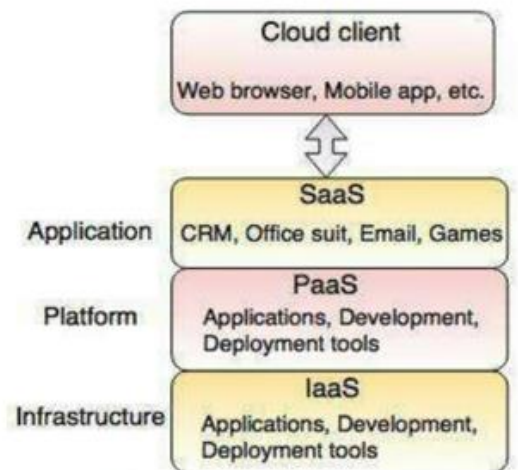 Cloud client
Web browser, Mobile app, etc.
SaaS
Application
CRM, Office suit, Email, Games
PaaS
Platform
Applications, Development,
Deployment tools
IaaS
Infrastructure
Applications, Development,
Deployment tools